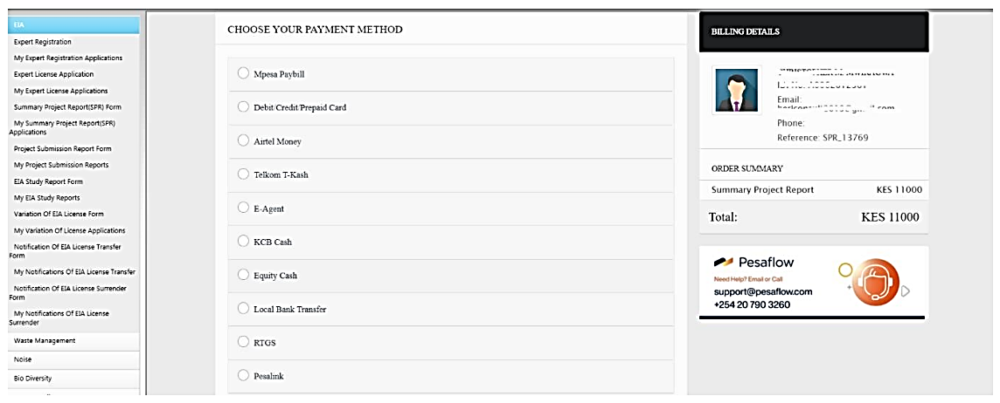 EIA
Expert Registration
My Expert Registration Applications
Expert License Application
My Expert License Applications
Summary Project Report(SPR) Form
My Summary Project Report(SPR)
Applications
Project Submission Report Form
My Project Submission Reports
EIA Study Report Form
My EIA Study Reports
Variation Of EIA License Form
My Variation Of License Applications
Notification Of EIA License Transfer
Form
My Notifications Of EIA License Transfer
Notification Of EIA License Surrender
Form
My Notifications Of EIA License
Surrender
Waste Management
Noise
Bio Diversity
CHOOSE YOUR PAYMENT METHOD
Mpesa Paybill
Debit/Credit/Prepaid Card
Airtel Money
Telkom T-Kash
E-Agent
KCB Cash
Equity Cash
Local Bank Transfer
RTGS
Pesalink
BILLING DETAILS
Email:
Phone:
Reference: SPR_13769
ORDER SUMMARY
Summary Project Report KES 11000
Total: KES 11000
Pesaflow
Need Help? Email or Call
support@pesaflow.com
+254 20 790 3260